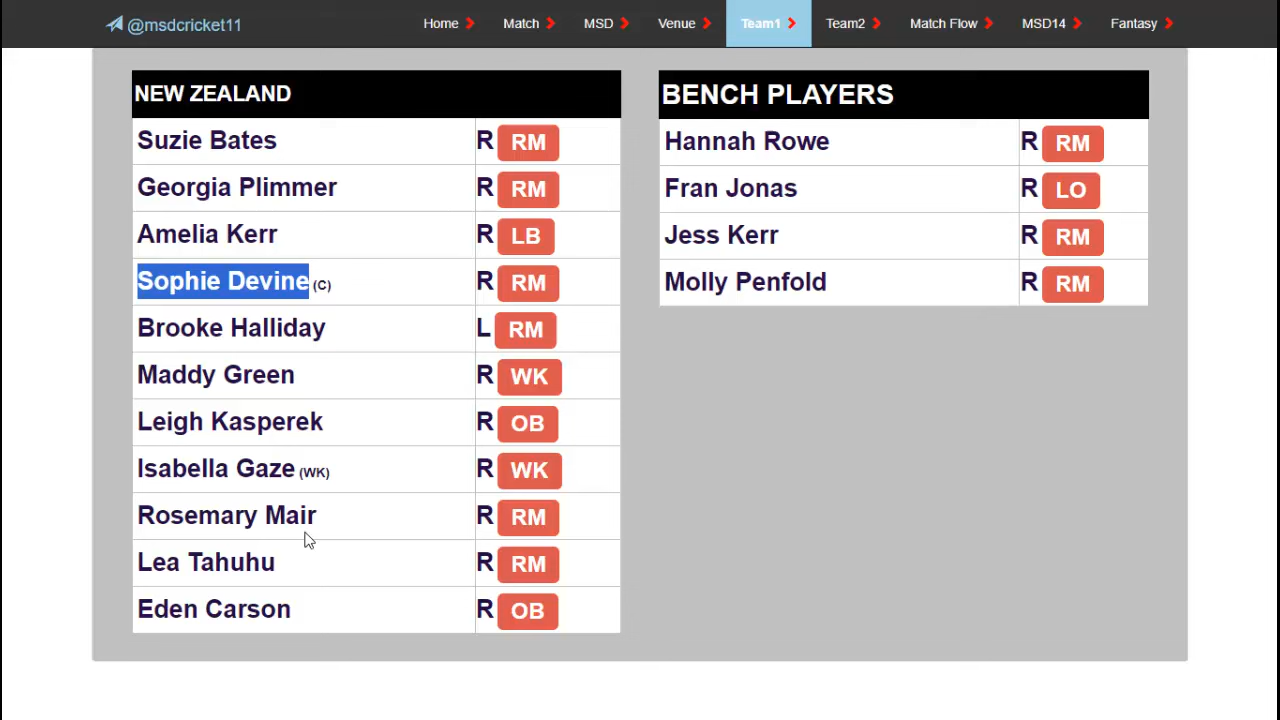 @msdcricket11 Home Match MSD Venue Team1 Team2 Match Flow MSD14 Fantasy
NEW ZEALAND
Suzie Bates R RM
Georgia Plimmer R RM
Amelia Kerr R LB
Sophie Devine (C) R RM
Brooke Halliday L RM
Maddy Green R WK
Leigh Kasperek R OB
Isabella Gaze (WK) R WK
Rosemary Mair R RM
Lea Tahuhu R RM
Eden Carson R OB
BENCH PLAYERS
Hannah Rowe R RM
Fran Jonas R LO
Jess Kerr R RM
Molly Penfold R RM